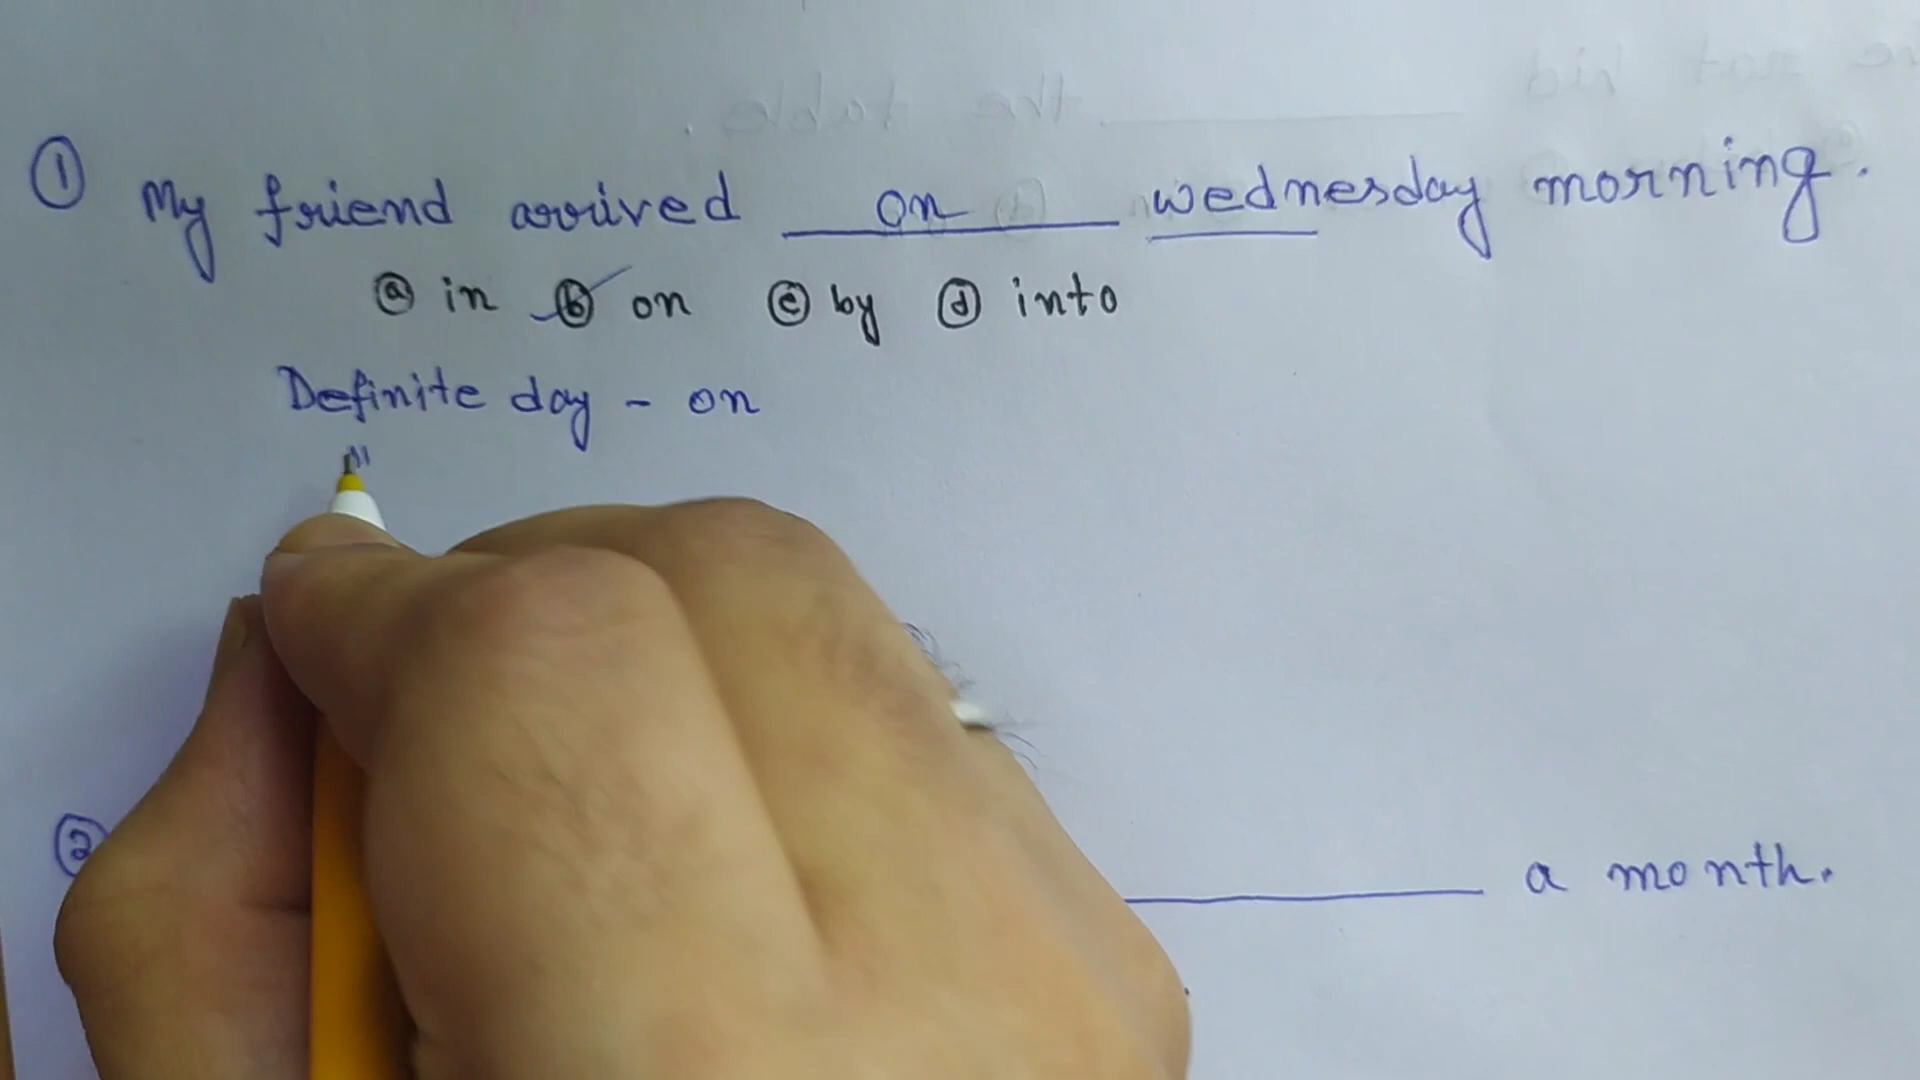 ① My friend arrived on wednesday morning.
ⓐ in ⓑ on ⓒ by ⓓ into
Definite day - on
"
② a month.